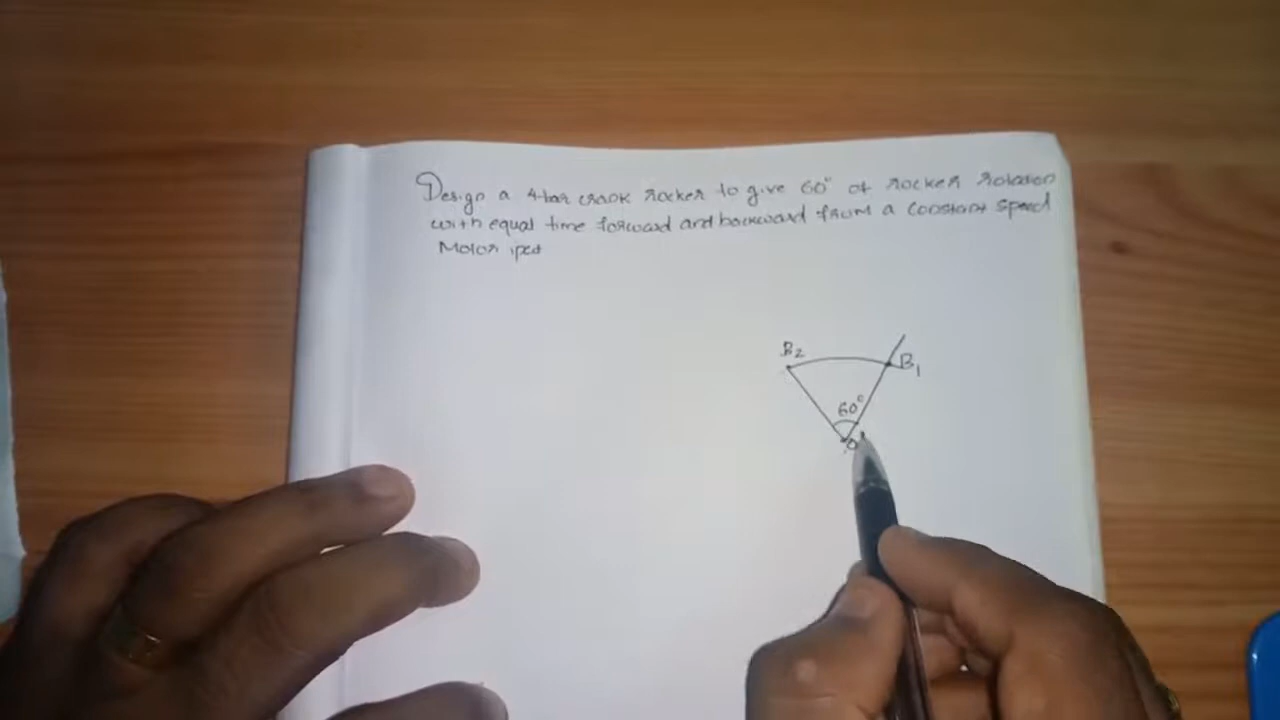 Design a 4-bar crank rocker to give 60° of rocker rotation
with equal time forward and backward from a constant speed
Motor ipct
B2
B1
60°
O